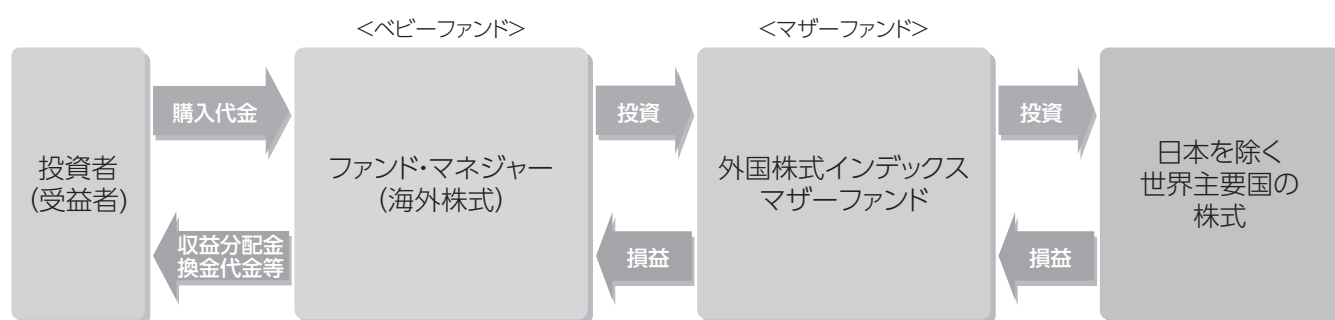 <ベビーファンド>
<マザーファンド>
投資者
(受益者)
購入代金
収益分配金
換金代金等
ファンド・マネジャー
(海外株式)
投資
損益
外国株式インデックス
マザーファンド
投資
損益
日本を除く
世界主要国の
株式